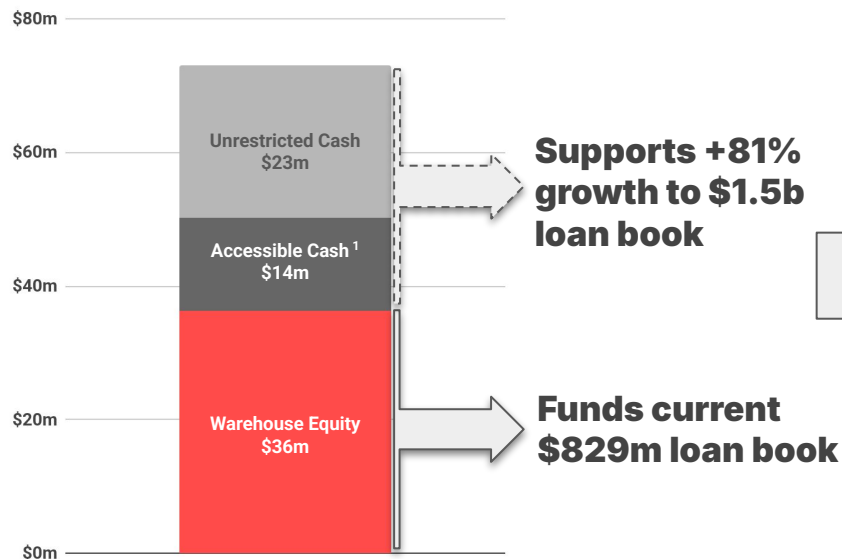 $80m
Unrestricted Cash
$23m
$60m
Supports +81%
growth to $1.5b
loan book
Accessible Cash ¹
$14m
$40m
Warehouse Equity
$36m
$20m
Funds current
$829m loan book
$0m